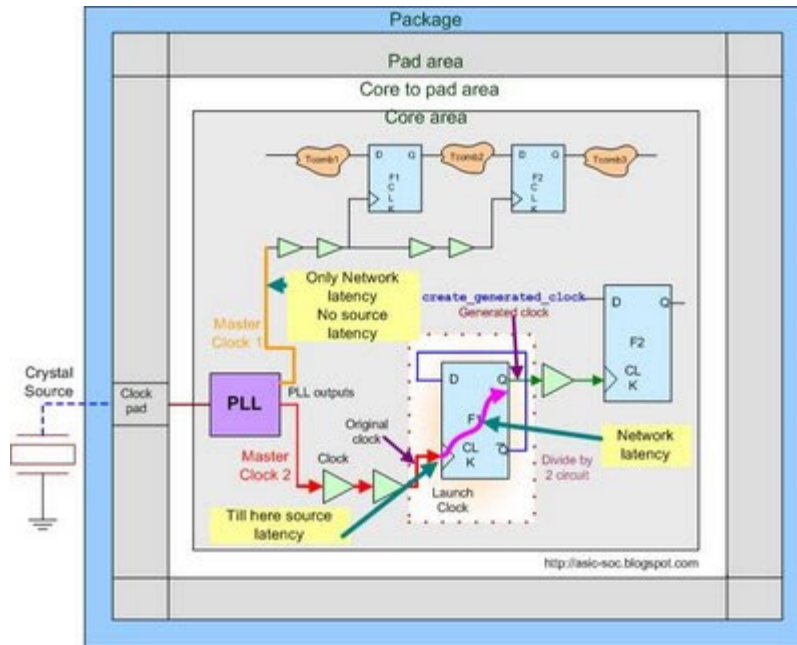 Package
Pad area
Core to pad area
Core area
Tcomb1
D Q
F1
C
L
K
Tcomb2
D Q
F2
C
L
K
Tcomb3
Only Network
latency
No source
latency
create_generated_clock
Generated clock
D Q
F2
CL
K
Master
Clock 1
Crystal
Source
Clock
pad
PLL
PLL outputs
Original
clock
D Q
F1
CL
K
Q
Launch
Clock
Network
latency
Divide by
2 circuit
Master
Clock 2
Clock
Till here source
latency
http://asic-soc.blogspot.com